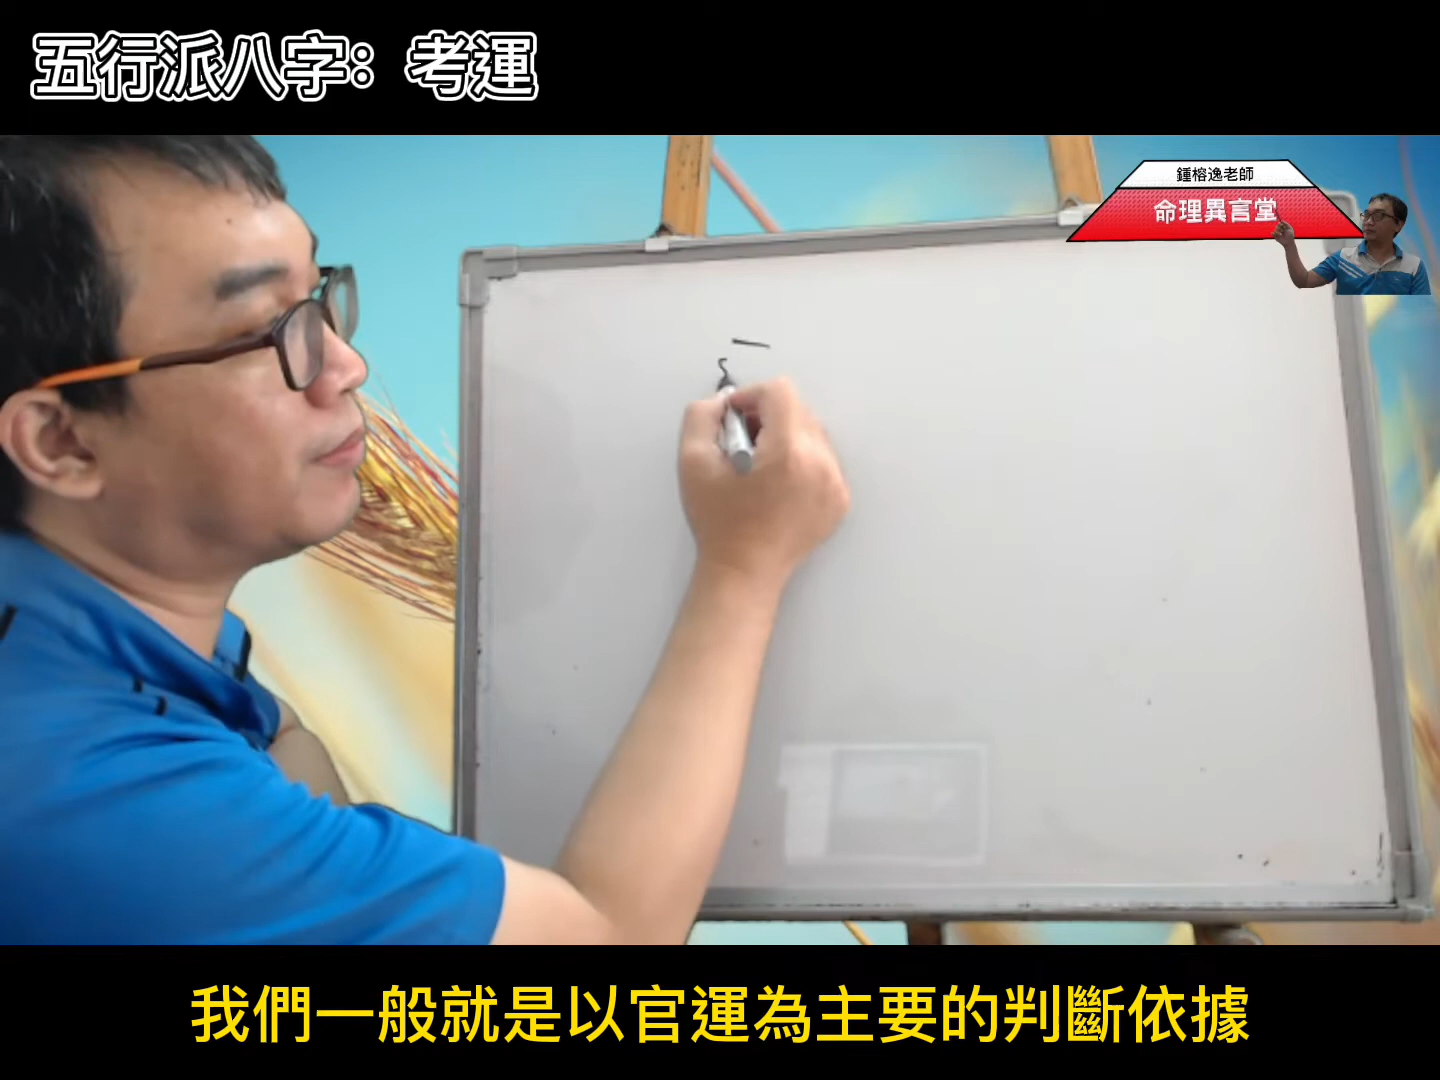 五行派八字：考運
鍾榕逸老師
命理異言堂
我們一般就是以官運為主要的判斷依據